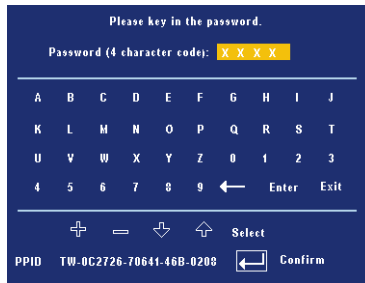 Please key in the password.
Password (4 character code): X X X X
A B C D E F G H I J
K L M N O P Q R S T
U V W X Y Z 0 1 2 3
4 5 6 7 8 9 ← Enter Exit
Select
PPID TW-0C2726-70641-46B-0208 Confirm